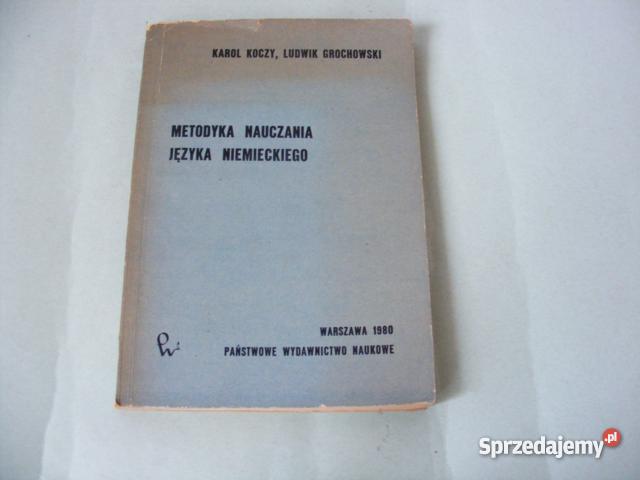 KAROL KOCZY, LUDWIK GROCHOWSKI
METODYKA NAUCZANIA
JĘZYKA NIEMIECKIEGO
WARSZAWA 1980
PAŃSTWOWE WYDAWNICTWO NAUKOWE
Sprzedajemy.pl